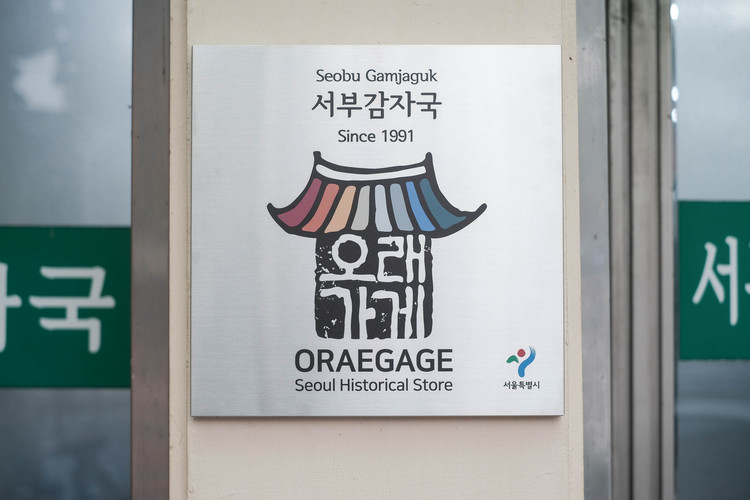 Seobu Gamjaguk
서부감자국
Since 1991
오래
가게
ORAEGAGE
Seoul Historical Store
서울특별시
자국
서